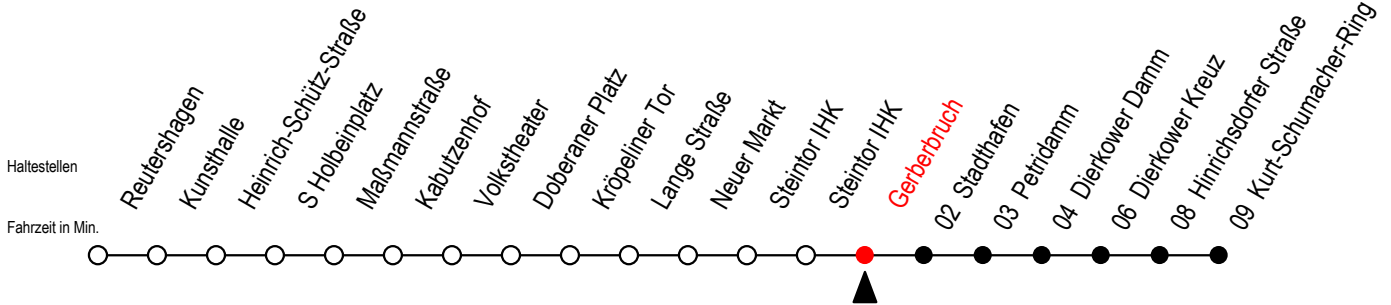 Haltestellen
Fahrzeit in Min.
Reutershagen
Kunsthalle
Heinrich-Schütz-Straße
S Holbeinplatz
Maßmannstraße
Kabutzenhof
Volkstheater
Doberaner Platz
Kröpeliner Tor
Lange Straße
Neuer Markt
Steintor IHK
Steintor IHK
Gerberbruch
02 Stadthafen
03 Petridamm
04 Dierkower Damm
06 Dierkower Kreuz
08 Hinrichsdorfer Straße
09 Kurt-Schumacher-Ring